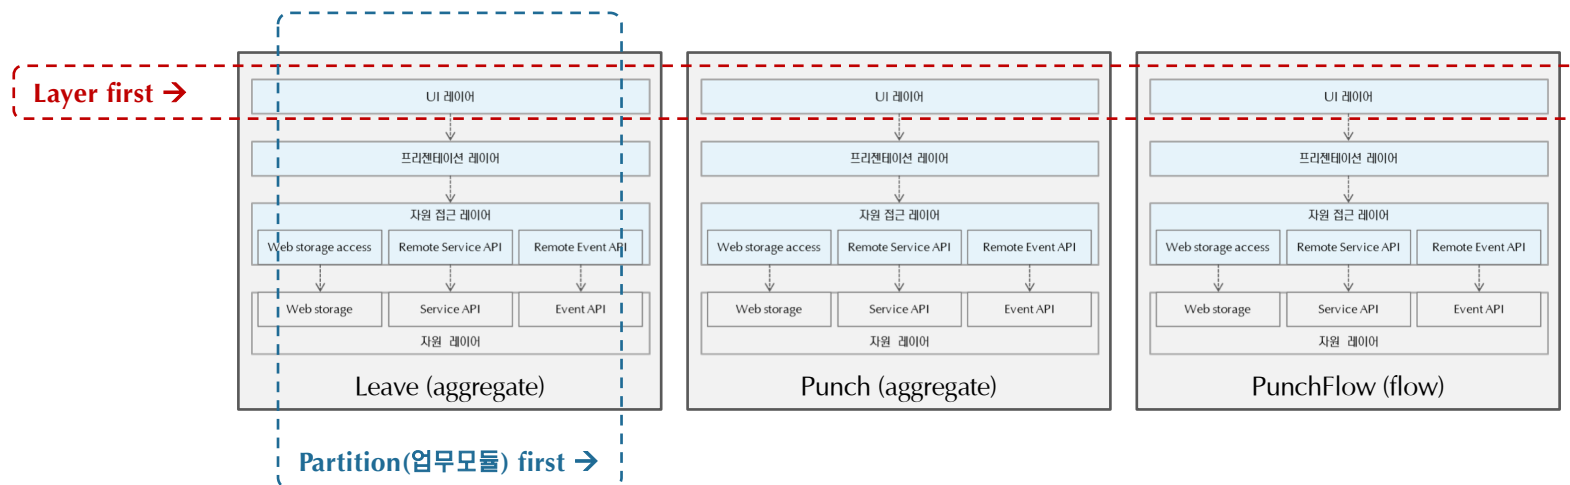 Layer first →
UI 레이어
프리젠테이션 레이어
자원 접근 레이어
Web storage access Remote Service API Remote Event API
Web storage Service API Event API
자원 레이어
Leave (aggregate)
UI 레이어
프리젠테이션 레이어
자원 접근 레이어
Web storage access Remote Service API Remote Event API
Web storage Service API Event API
자원 레이어
Punch (aggregate)
UI 레이어
프리젠테이션 레이어
자원 접근 레이어
Web storage access Remote Service API Remote Event API
Web storage Service API Event API
자원 레이어
PunchFlow (flow)
Partition(업무모듈) first →